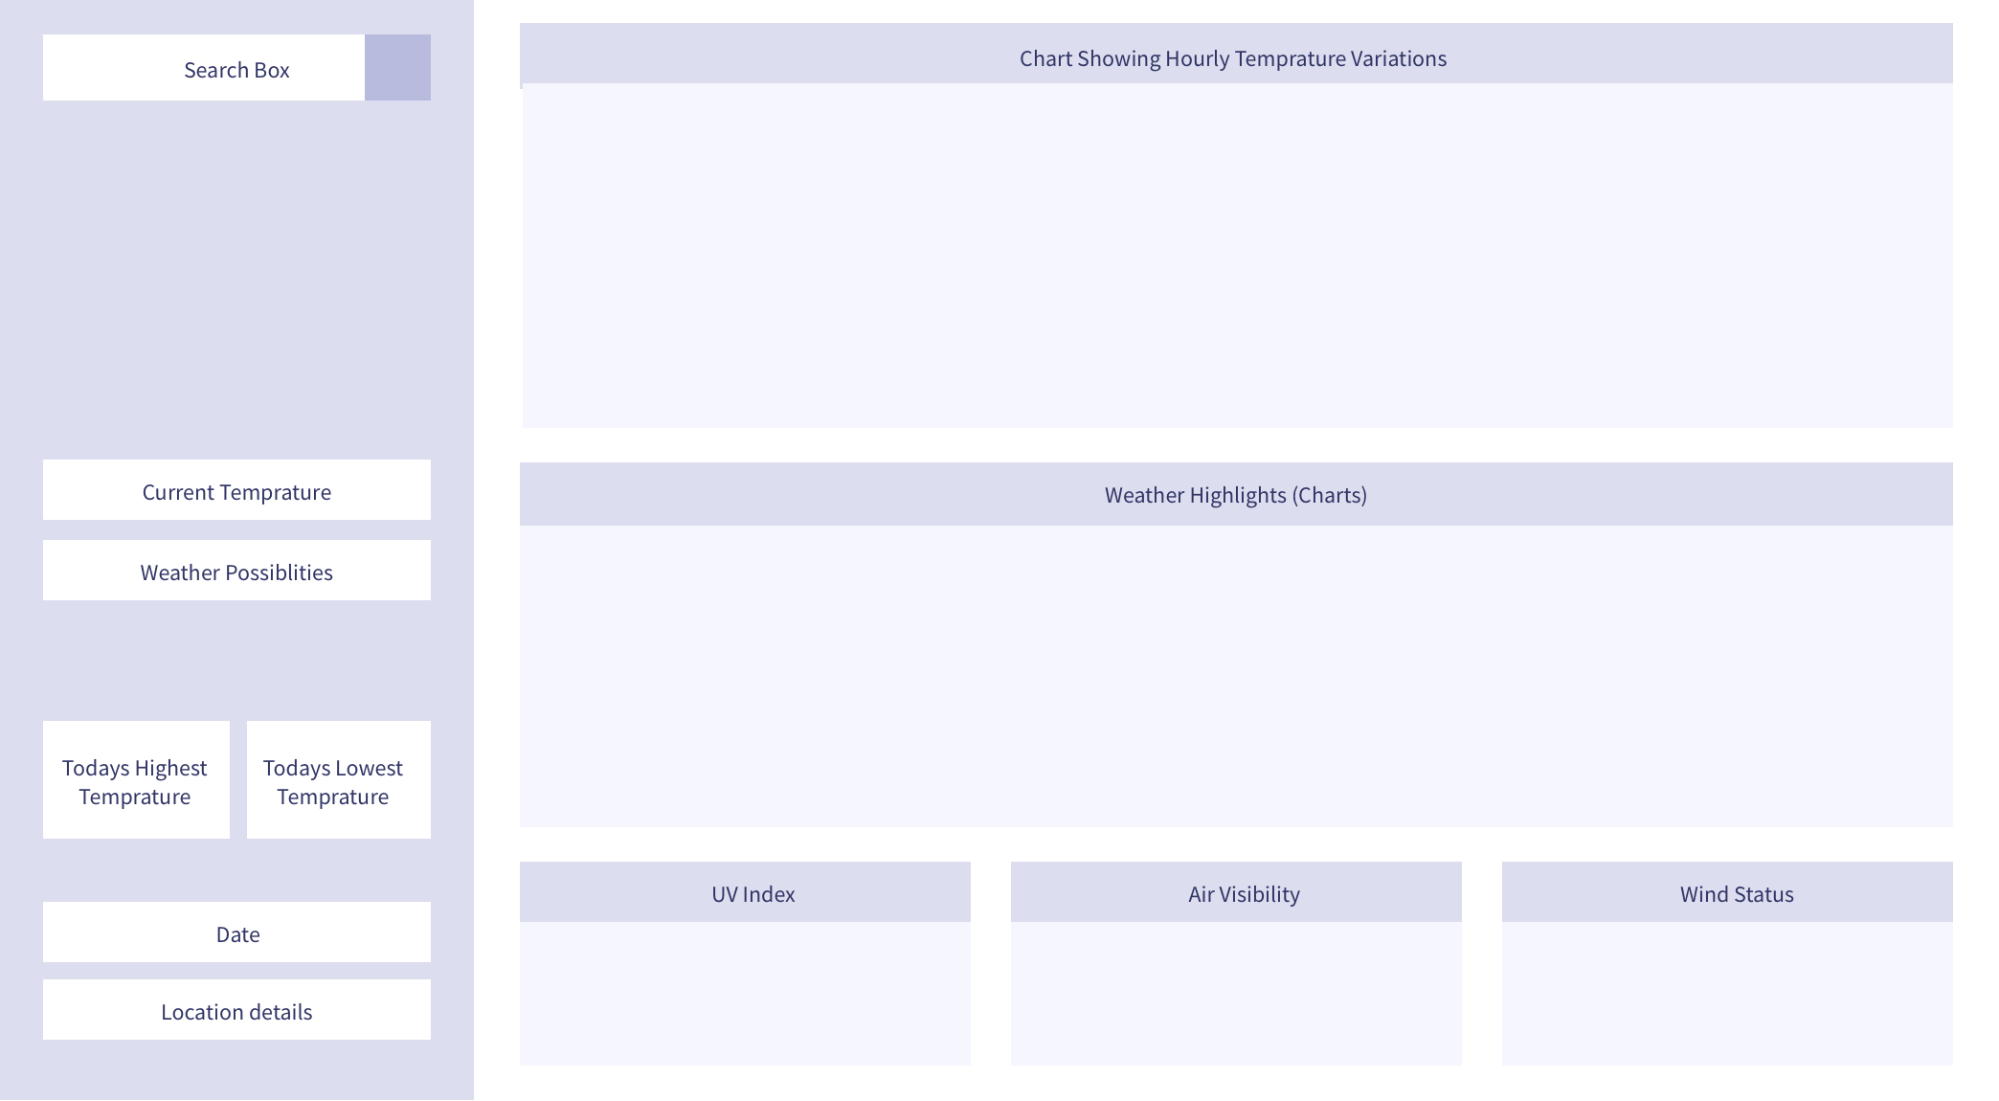 Search Box
Current Temprature
Weather Possiblities
Todays Highest
Temprature
Todays Lowest
Temprature
Date
Location details
Chart Showing Hourly Temprature Variations
Weather Highlights (Charts)
UV Index
Air Visibility
Wind Status